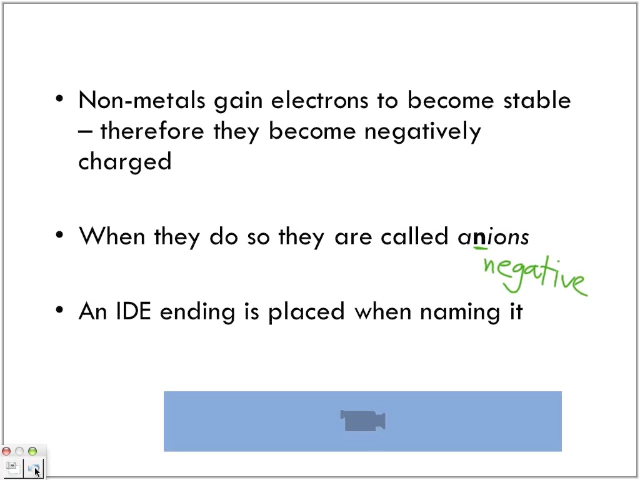 • Non-metals gain electrons to become stable
– therefore they become negatively
charged
• When they do so they are called anions
negative
• An IDE ending is placed when naming it